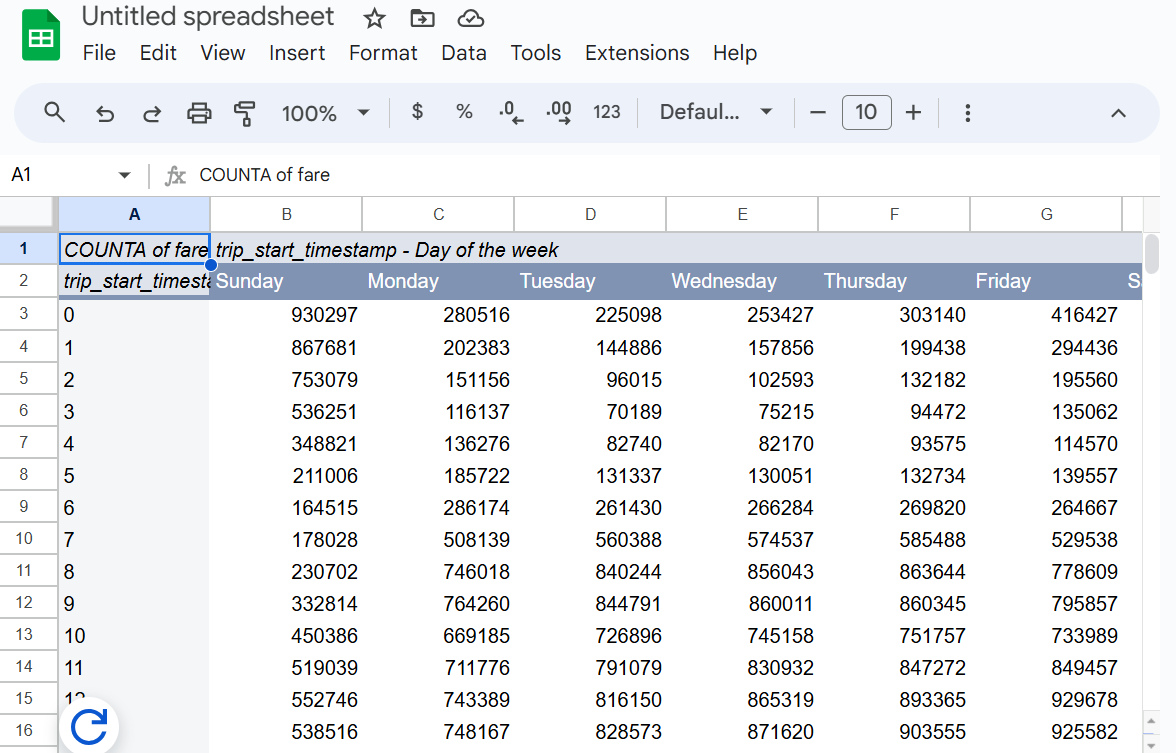 Untitled spreadsheet
File Edit View Insert Format Data Tools Extensions Help
100% $ % .0 .00 123 Defaul... − 10 +
A1 fx COUNTA of fare
A B C D E F G
1 COUNTA of fare trip_start_timestamp - Day of the week
2 Sunday Monday Tuesday Wednesday Thursday Friday
3 0 930297 280516 225098 253427 303140 416427
4 1 867681 202383 144886 157856 199438 294436
5 2 753079 151156 96015 102593 132182 195560
6 3 536251 116137 70189 75215 94472 135062
7 4 348821 136276 82740 82170 93575 114570
8 5 211006 185722 131337 130051 132734 139557
9 6 164515 286174 261430 266284 269820 264667
10 7 178028 508139 560388 574537 585488 529538
11 8 230702 746018 840244 856043 863644 778609
12 9 332814 764260 844791 860011 860345 795857
13 10 450386 669185 726896 745158 751757 733989
14 11 519039 711776 791079 830932 847272 849457
15 12 552746 743389 816150 865319 893365 929678
16 538516 748167 828573 871620 903555 925582